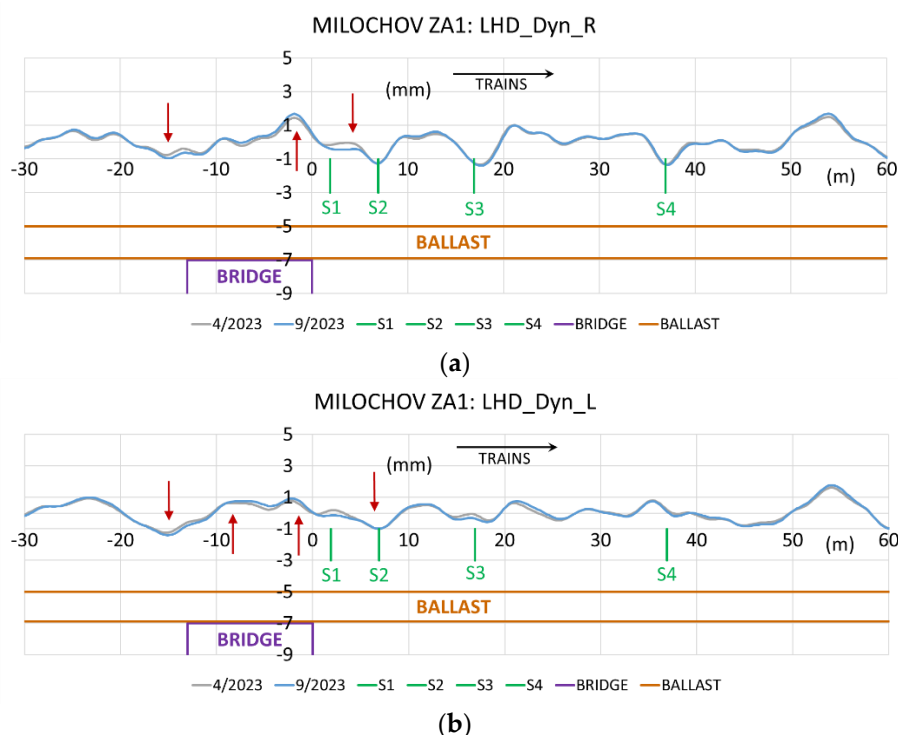 MILOCHOV ZA1: LHD_Dyn_R
5
3
1
-1
-3
-5
-7
-9
(mm)
TRAINS
-30 -20 -10 0 10 20 30 40 50 60
(m)
S1 S2 S3 S4
BALLAST
BRIDGE
4/2023 9/2023 S1 S2 S3 S4 BRIDGE BALLAST
(a)
MILOCHOV ZA1: LHD_Dyn_L
5
3
1
-1
-3
-5
-7
-9
(mm)
TRAINS
-30 -20 -10 0 10 20 30 40 50 60
(m)
S1 S2 S3 S4
BALLAST
BRIDGE
4/2023 9/2023 S1 S2 S3 S4 BRIDGE BALLAST
(b)